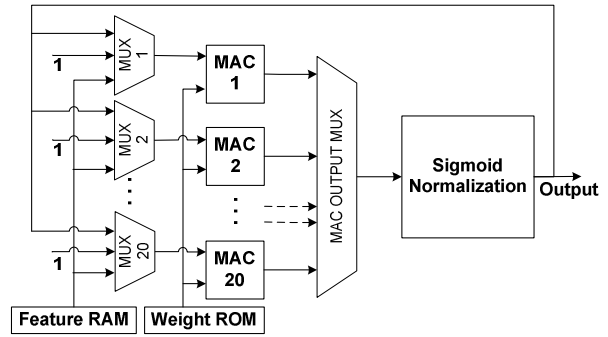 MUX
1
1
MAC
1
MUX
2
1
MAC
2
MUX
20
1
MAC
20
MAC OUTPUT MUX
Sigmoid
Normalization
Output
Feature RAM
Weight ROM